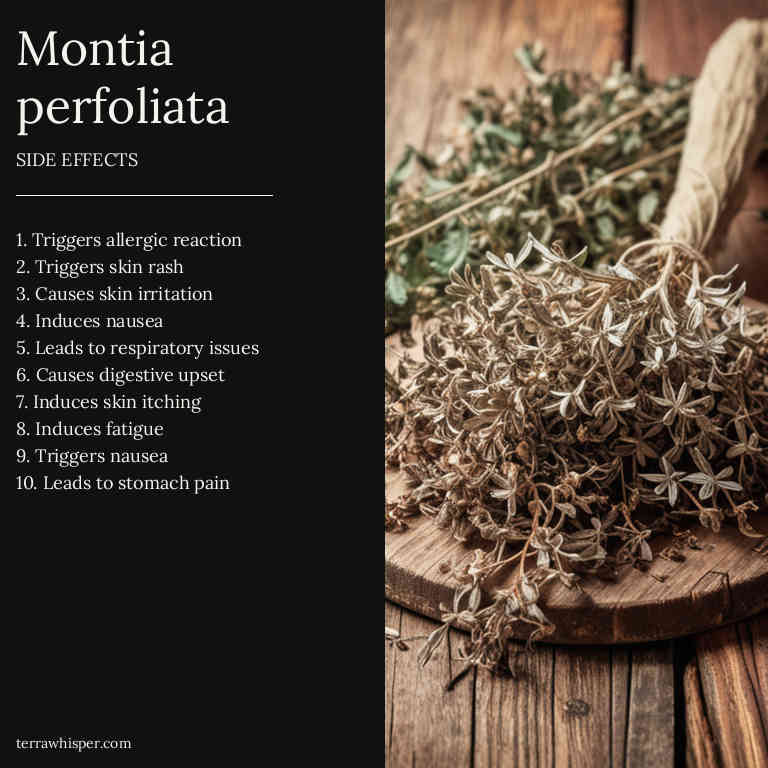 Montia
perfoliata
SIDE EFFECTS
1. Triggers allergic reaction
2. Triggers skin rash
3. Causes skin irritation
4. Induces nausea
5. Leads to respiratory issues
6. Causes digestive upset
7. Induces skin itching
8. Induces fatigue
9. Triggers nausea
10. Leads to stomach pain
terrawhisper.com